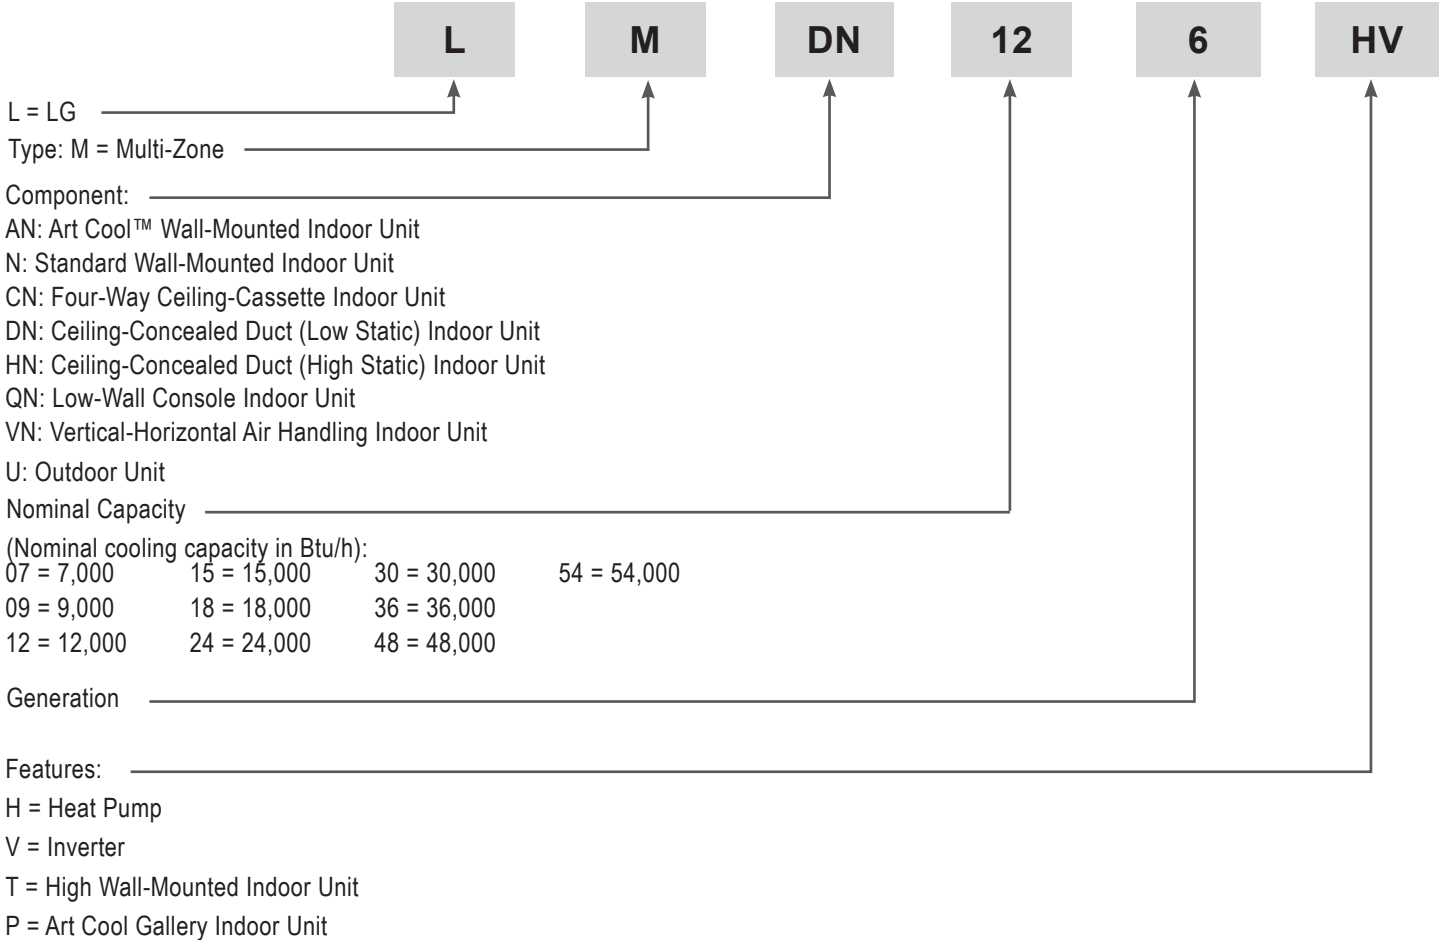 L M DN 12 6 HV
L = LG
Type: M = Multi-Zone
Component:
AN: Art Cool™ Wall-Mounted Indoor Unit
N: Standard Wall-Mounted Indoor Unit
CN: Four-Way Ceiling-Cassette Indoor Unit
DN: Ceiling-Concealed Duct (Low Static) Indoor Unit
HN: Ceiling-Concealed Duct (High Static) Indoor Unit
QN: Low-Wall Console Indoor Unit
VN: Vertical-Horizontal Air Handling Indoor Unit
U: Outdoor Unit
Nominal Capacity
(Nominal cooling capacity in Btu/h):
07 = 7,000 15 = 15,000 30 = 30,000 54 = 54,000
09 = 9,000 18 = 18,000 36 = 36,000
12 = 12,000 24 = 24,000 48 = 48,000
Generation
Features:
H = Heat Pump
V = Inverter
T = High Wall-Mounted Indoor Unit
P = Art Cool Gallery Indoor Unit